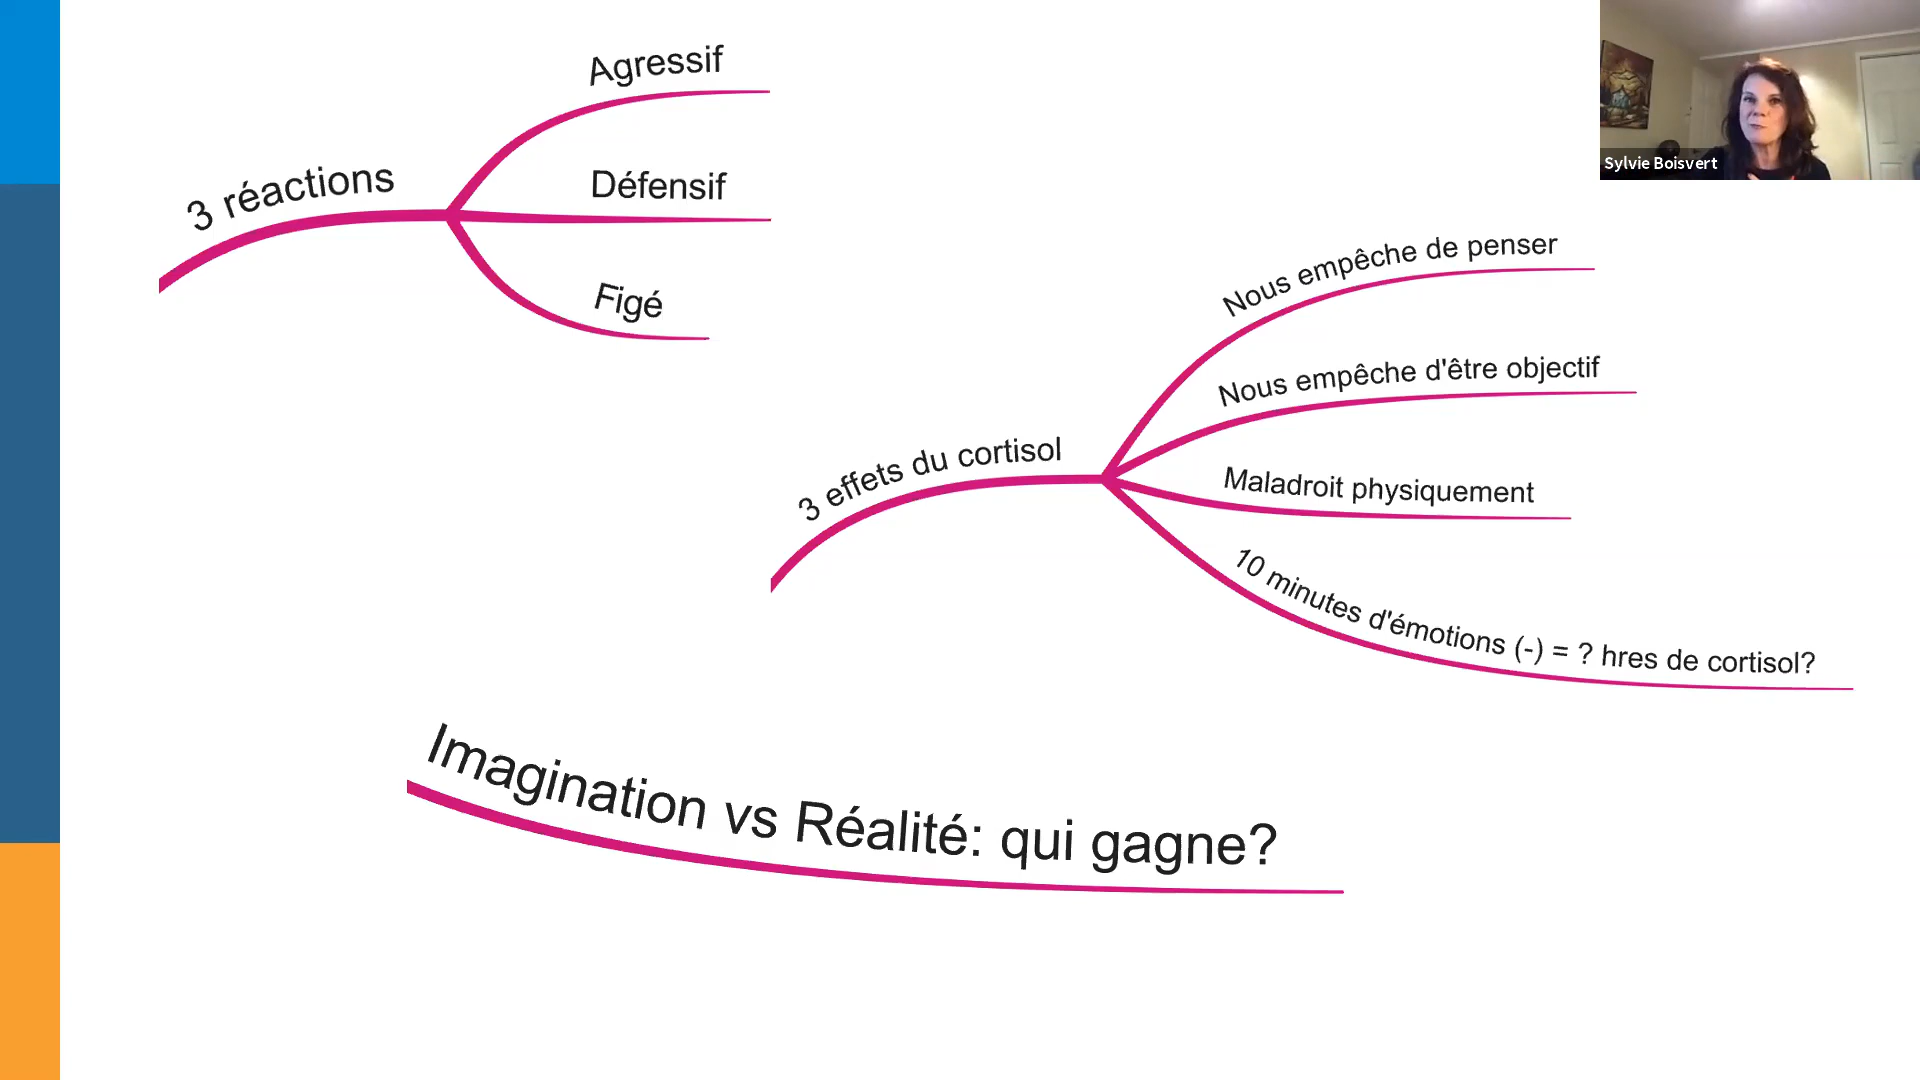 Agressif
3 réactions
Défensif
Figé
Sylvie Boisvert
Nous empêche de penser
Nous empêche d'être objectif
3 effets du cortisol
Maladroit physiquement
10 minutes d'émotions (-) = ? hres de cortisol?
Imagination vs Réalité: qui gagne?